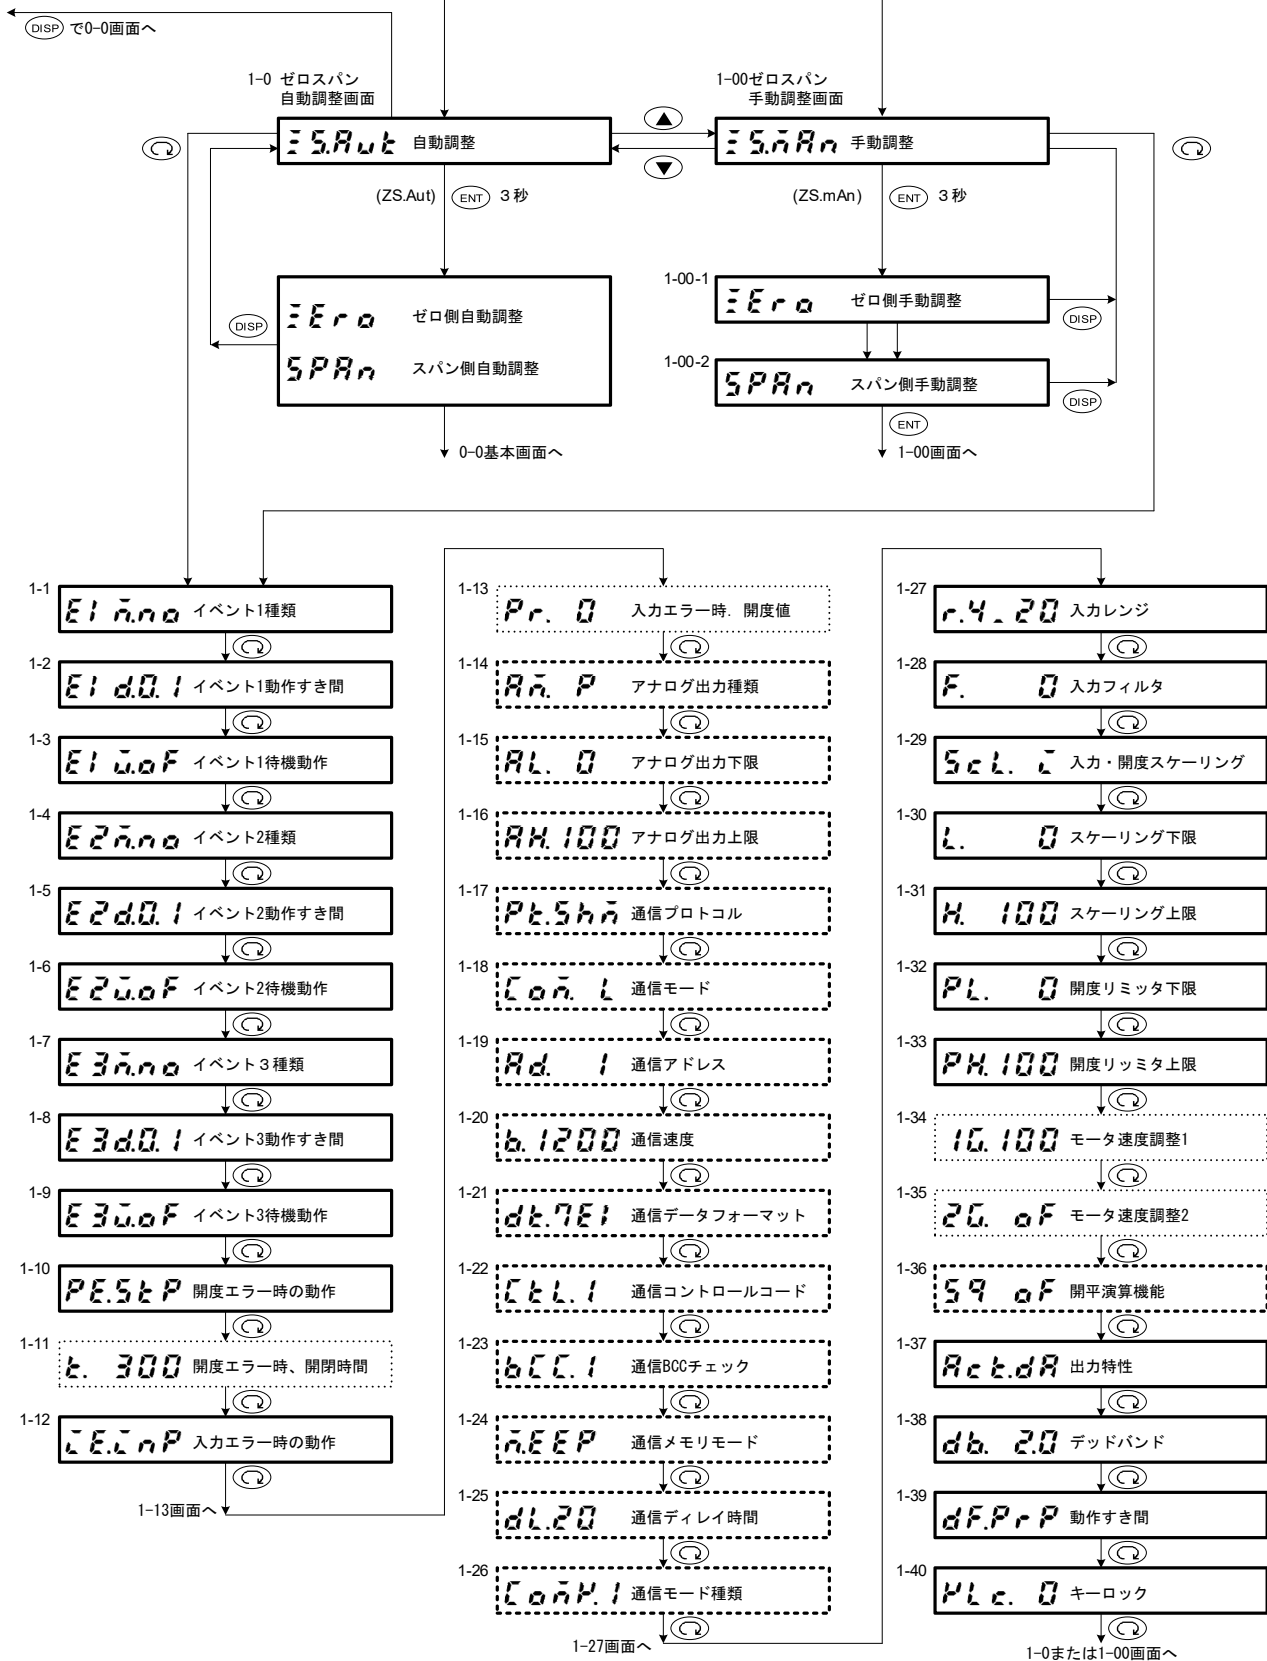 DISP で0-0画面へ
1-0 ゼロスパン
自動調整画面
1-00ゼロスパン
手動調整画面
ZS.Aut 自動調整
ZS.mAn 手動調整
(ZS.Aut) ENT 3秒
(ZS.mAn) ENT 3秒
ZEro ゼロ側自動調整
SPAn スパン側自動調整
DISP
0-0基本画面へ
1-00-1
ZEro ゼロ側手動調整
DISP
1-00-2
SPAn スパン側手動調整
DISP
ENT
1-00画面へ
1-1
E1 m.no イベント1種類
1-2
E1 d.0.1 イベント1動作すき間
1-3
E1 w.oF イベント1待機動作
1-4
E2 m.no イベント2種類
1-5
E2 d.0.1 イベント2動作すき間
1-6
E2 w.oF イベント2待機動作
1-7
E3 m.no イベント３種類
1-8
E3 d.0.1 イベント3動作すき間
1-9
E3 w.oF イベント3待機動作
1-10
PE.StP 開度エラー時の動作
1-11
t. 300 開度エラー時、開閉時間
1-12
iE.inP 入力エラー時の動作
1-13画面へ
1-13
Pr. 0 入力エラー時. 開度値
1-14
Am. P アナログ出力種類
1-15
AL. 0 アナログ出力下限
1-16
AH.100 アナログ出力上限
1-17
Pt.Shm 通信プロトコル
1-18
Com. L 通信モード
1-19
Ad. 1 通信アドレス
1-20
b.1200 通信速度
1-21
dt.7E1 通信データフォーマット
1-22
CtL.1 通信コントロールコード
1-23
bCC.1 通信BCCチェック
1-24
m.EEP 通信メモリモード
1-25
dL.20 通信ディレイ時間
1-26
ComK.1 通信モード種類
1-27画面へ
1-27
r.4_20 入力レンジ
1-28
F. 0 入力フィルタ
1-29
ScL. i 入力・開度スケーリング
1-30
L. 0 スケーリング下限
1-31
H. 100 スケーリング上限
1-32
PL. 0 開度リミッタ下限
1-33
PH.100 開度リッミタ上限
1-34
1G.100 モータ速度調整1
1-35
2G. oF モータ速度調整2
1-36
Sq oF 開平演算機能
1-37
Act.dA 出力特性
1-38
db. 2.0 デッドバンド
1-39
dF.PrP 動作すき間
1-40
KLc. 0 キーロック
1-0または1-00画面へ